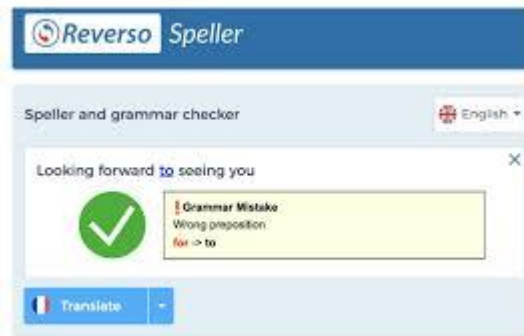 Reverso Speller
Speller and grammar checker
English
Looking forward to seeing you
! Grammar Mistake
Wrong preposition
for -> to
Translate